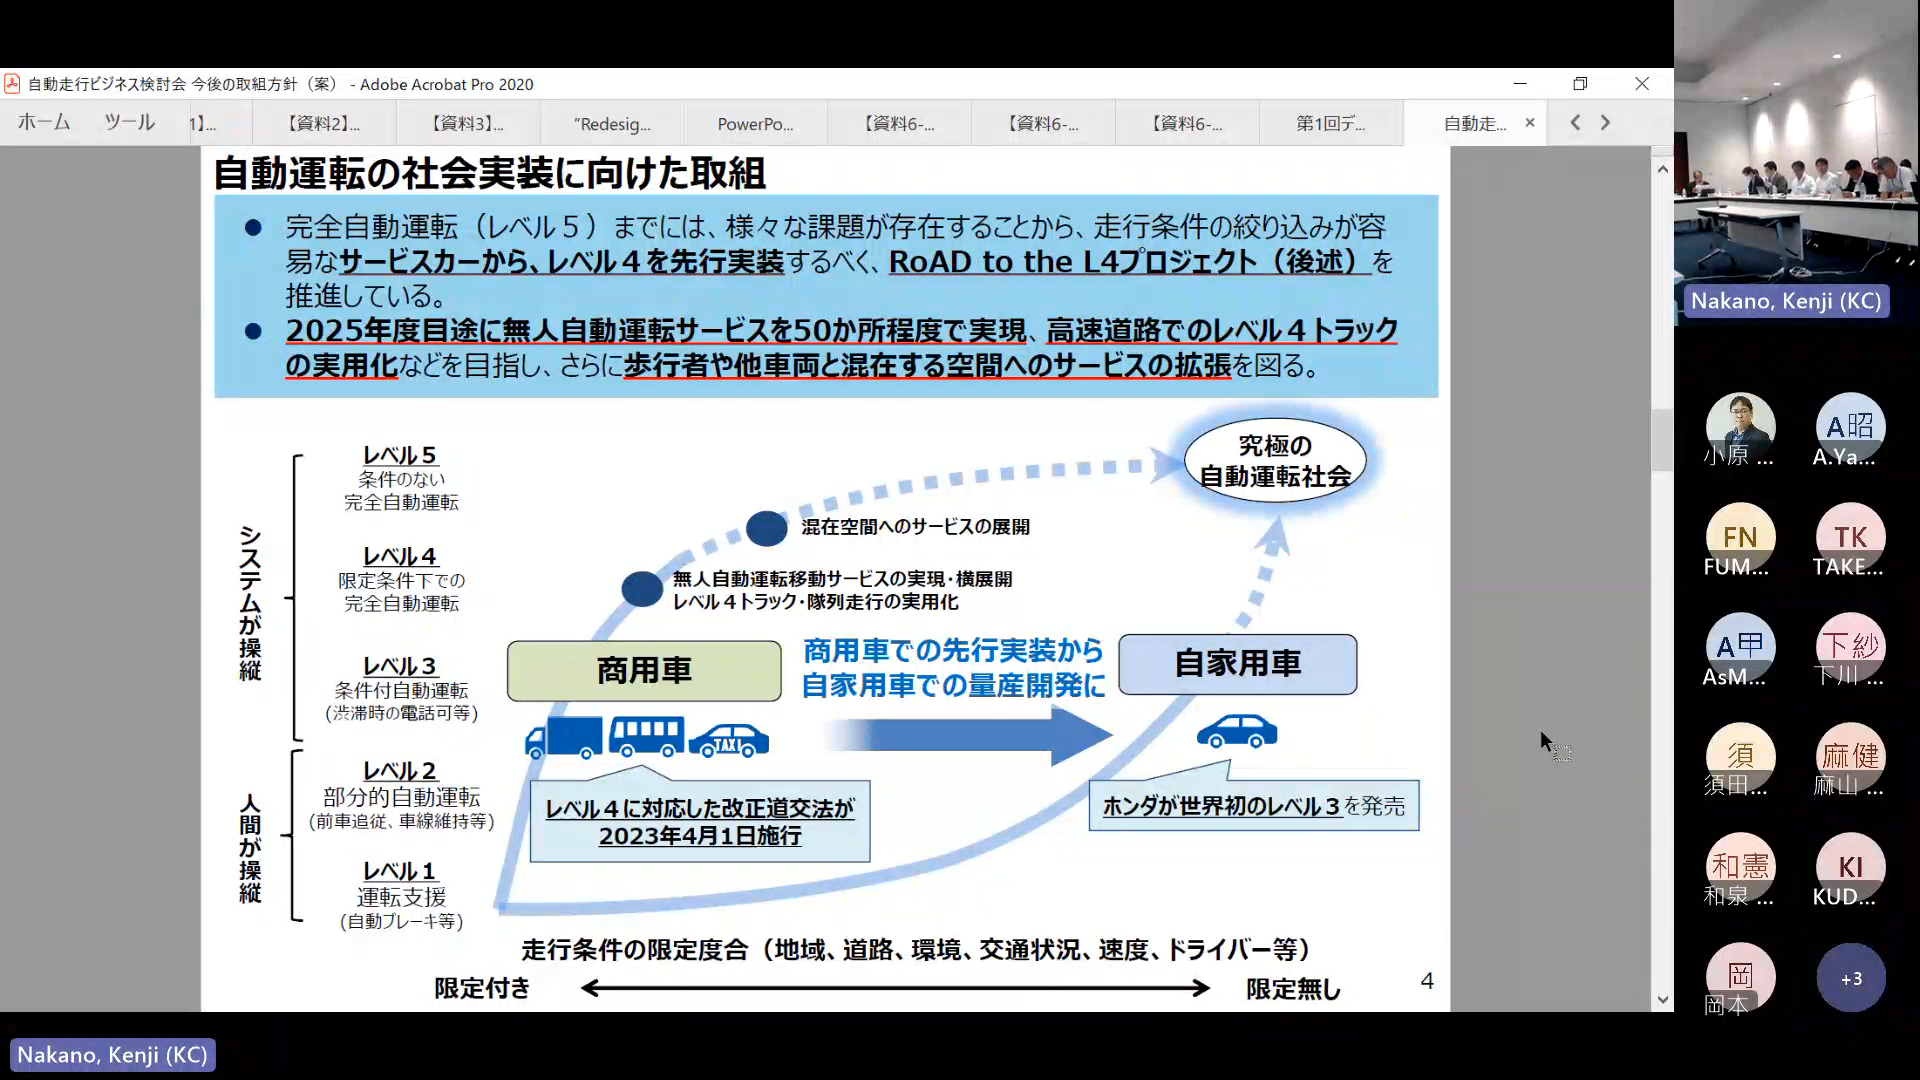 自動走行ビジネス検討会 今後の取組方針（案） - Adobe Acrobat Pro 2020
ホーム ツール 1】... 【資料2】... 【資料3】... "Redesig... PowerPo... 【資料6-... 【資料6-... 【資料6-... 第1回デ... 自動走...
自動運転の社会実装に向けた取組
● 完全自動運転（レベル５）までには、様々な課題が存在することから、走行条件の絞り込みが容
易なサービスカーから、レベル４を先行実装するべく、RoAD to the L4プロジェクト（後述）を
推進している。
● 2025年度目途に無人自動運転サービスを50か所程度で実現、高速道路でのレベル４トラック
の実用化などを目指し、さらに歩行者や他車両と混在する空間へのサービスの拡張を図る。
システムが操縦
レベル５
条件のない
完全自動運転
レベル４
限定条件下での
完全自動運転
レベル３
条件付自動運転
(渋滞時の電話可等)
人間が操縦
レベル２
部分的自動運転
(前車追従、車線維持等)
レベル１
運転支援
(自動ブレーキ等)
究極の
自動運転社会
混在空間へのサービスの展開
無人自動運転移動サービスの実現・横展開
レベル４トラック・隊列走行の実用化
商用車
商用車での先行実装から
自家用車での量産開発に
自家用車
TAXI
レベル４に対応した改正道交法が
2023年4月1日施行
ホンダが世界初のレベル３を発売
走行条件の限定度合（地域、道路、環境、交通状況、速度、ドライバー等）
限定付き
限定無し
4
Nakano, Kenji (KC)
小原 ...
A昭
A.Ya...
FN
FUM...
TK
TAKE...
A甲
AsM...
下紗
下川 ...
須
須田...
麻健
麻山 ...
和憲
和泉 ...
KI
KUD...
岡
岡本
+3
Nakano, Kenji (KC)